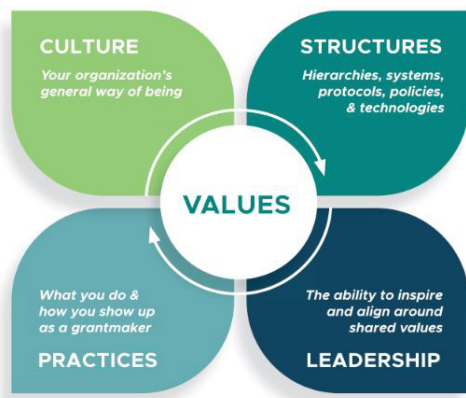 CULTURE
Your organization's
general way of being
STRUCTURES
Hierarchies, systems,
protocols, policies,
& technologies
VALUES
What you do &
how you show up
as a grantmaker
PRACTICES
The ability to inspire
and align around
shared values
LEADERSHIP